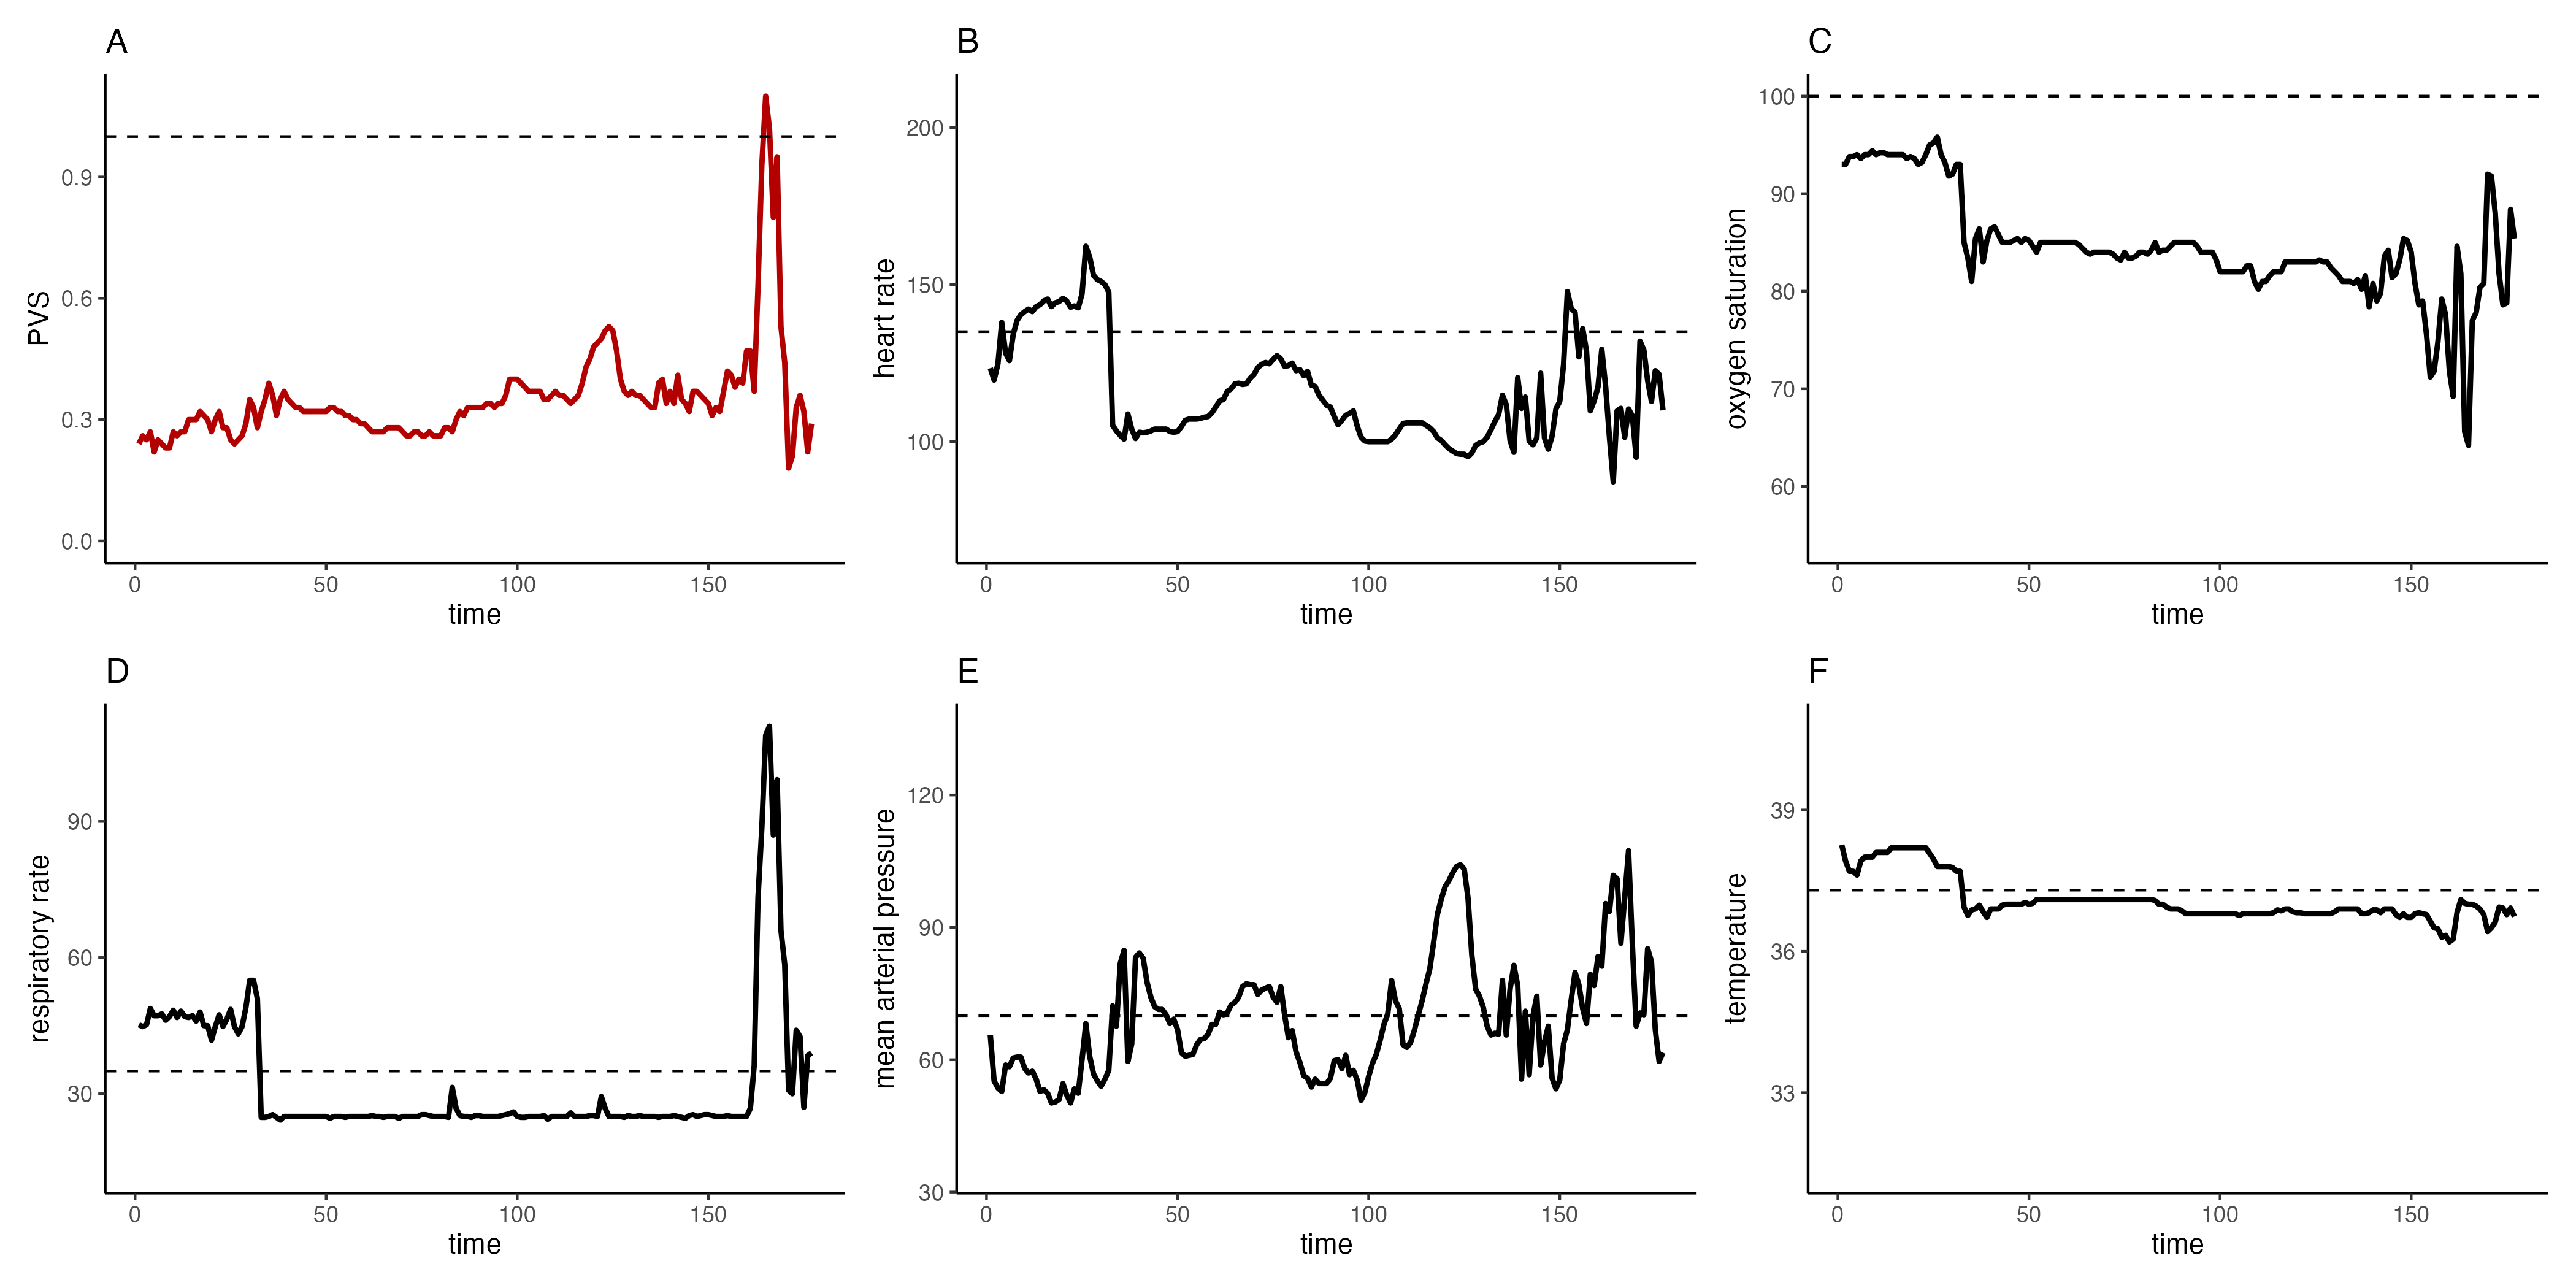 A
PVS
0.9
0.6
0.3
0.0
0 50 100 150
time
B
heart rate
200
150
100
0 50 100 150
time
C
oxygen saturation
100
90
80
70
60
0 50 100 150
time
D
respiratory rate
90
60
30
0 50 100 150
time
E
mean arterial pressure
120
90
60
30
0 50 100 150
time
F
temperature
39
36
33
0 50 100 150
time